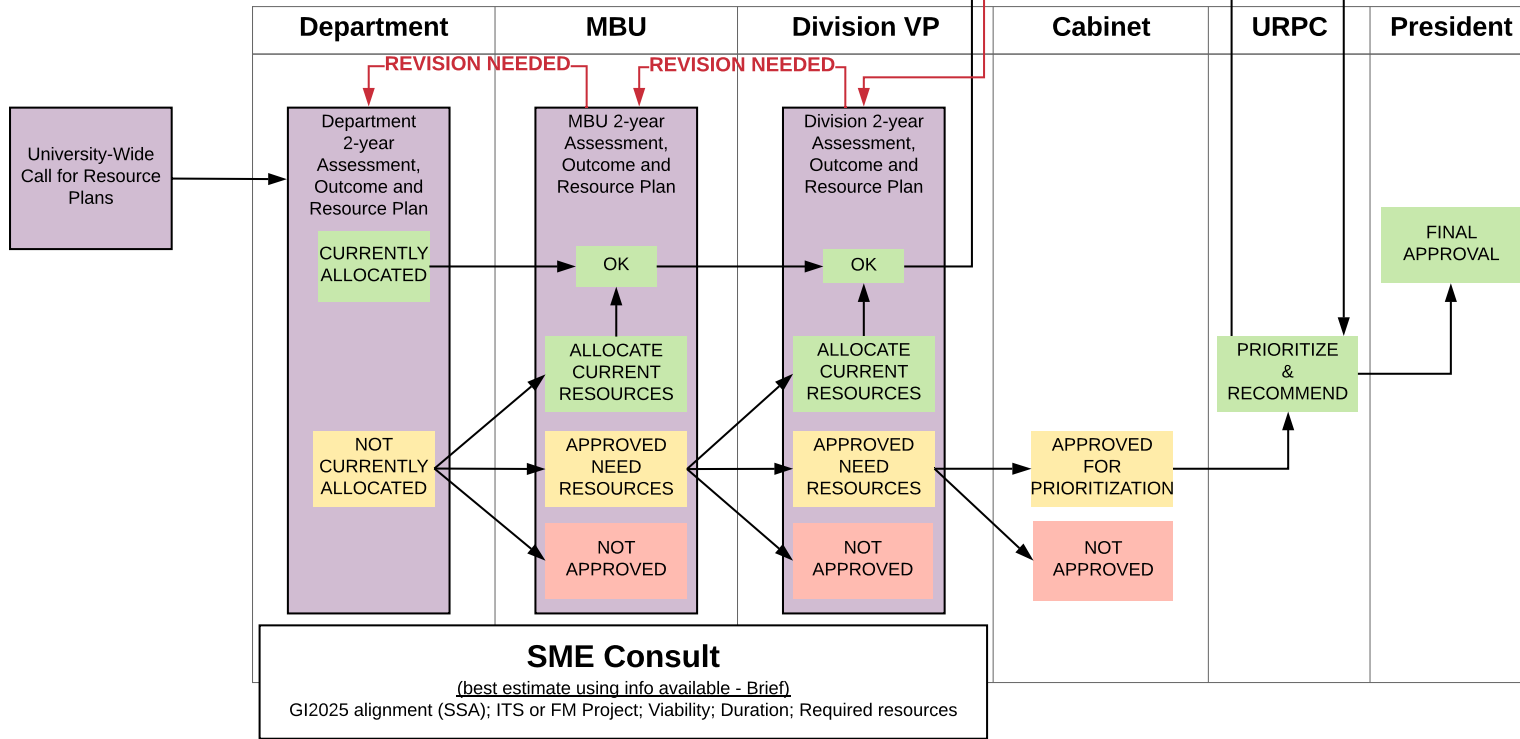 Department
MBU
Division VP
Cabinet
URPC
President
REVISION NEEDED
REVISION NEEDED
University-Wide
Call for Resource
Plans
Department
2-year
Assessment,
Outcome and
Resource Plan
CURRENTLY
ALLOCATED
NOT
CURRENTLY
ALLOCATED
MBU 2-year
Assessment,
Outcome and
Resource Plan
OK
ALLOCATE
CURRENT
RESOURCES
APPROVED
NEED
RESOURCES
NOT
APPROVED
Division 2-year
Assessment,
Outcome and
Resource Plan
OK
ALLOCATE
CURRENT
RESOURCES
APPROVED
NEED
RESOURCES
NOT
APPROVED
APPROVED
FOR
PRIORITIZATION
NOT
APPROVED
PRIORITIZE
&
RECOMMEND
FINAL
APPROVAL
SME Consult
(best estimate using info available - Brief)
GI2025 alignment (SSA); ITS or FM Project; Viability; Duration; Required resources